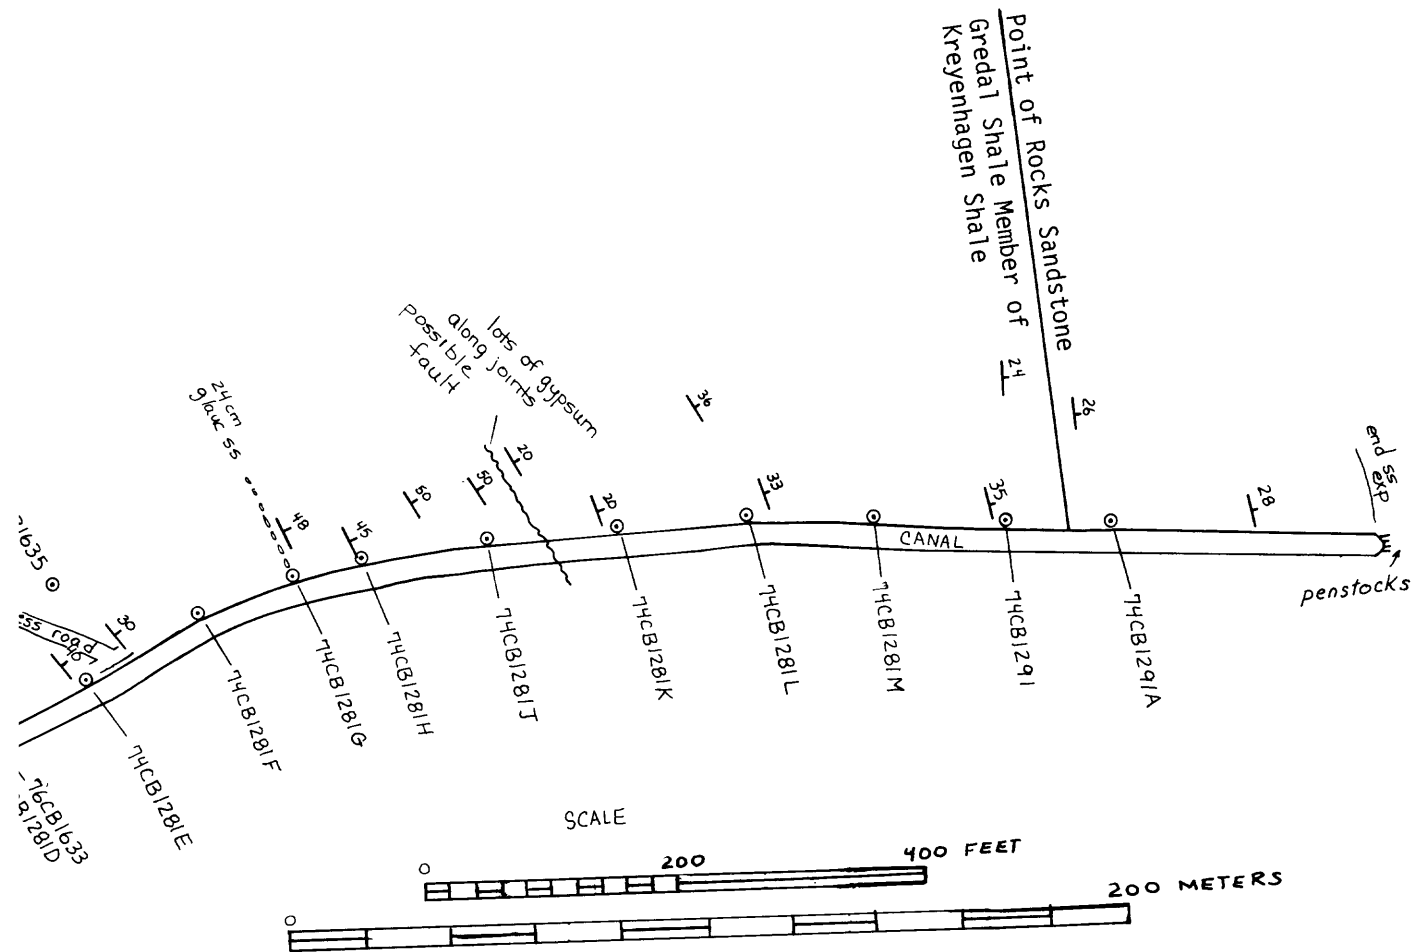 Point of Rocks Sandstone
Gredal Shale Member of
Kreyenhagen Shale
24
26
36
lots of gypsum
along joints
possible
fault
24 cm
glauc ss
20
50
50
20
33
35
28
end ss
exp
48
45
30
46
CANAL
penstocks
74CB1281E
74CB1281F
74CB1281G
74CB1281H
74CB1281J
74CB1281K
74CB1281L
74CB1281M
74CB1291
74CB1291A
76CB1633
SCALE
0
200
400 FEET
0
200 METERS